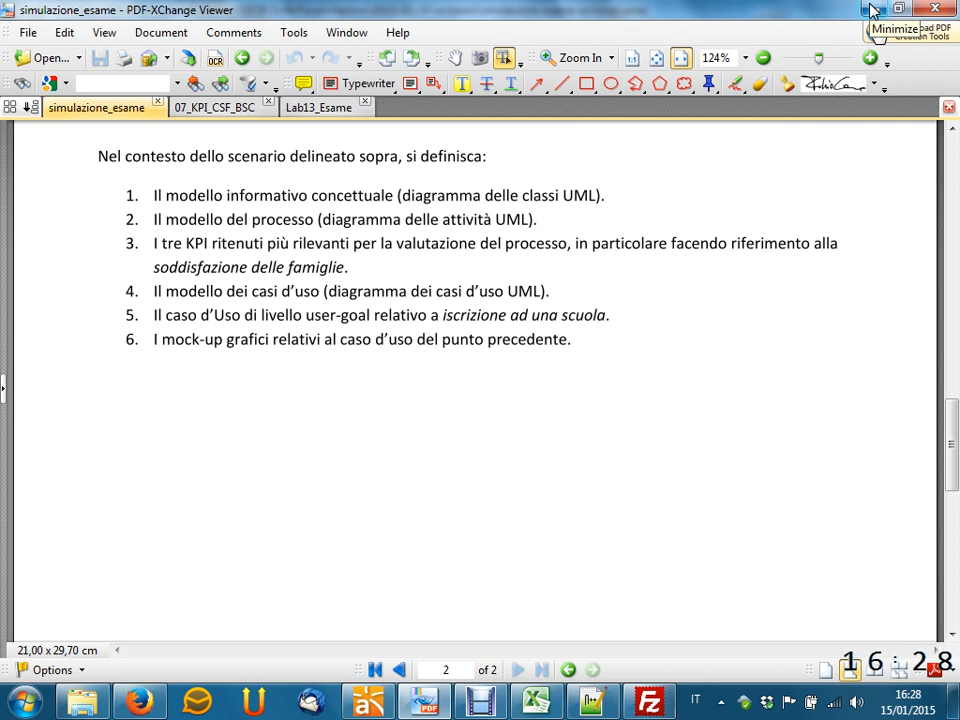 simulazione_esame - PDF-XChange Viewer
Minimize
File Edit View Document Comments Tools Window Help
Open... OCR Zoom In 124%
Typewriter
simulazione_esame 07_KPI_CSF_BSC Lab13_Esame
Nel contesto dello scenario delineato sopra, si definisca:
1. Il modello informativo concettuale (diagramma delle classi UML).
2. Il modello del processo (diagramma delle attività UML).
3. I tre KPI ritenuti più rilevanti per la valutazione del processo, in particolare facendo riferimento alla
soddisfazione delle famiglie.
4. Il modello dei casi d'uso (diagramma dei casi d'uso UML).
5. Il caso d'Uso di livello user-goal relativo a iscrizione ad una scuola.
6. I mock-up grafici relativi al caso d'uso del punto precedente.
21,00 x 29,70 cm
Options 2 of 2
16:28
IT 16:28
15/01/2015